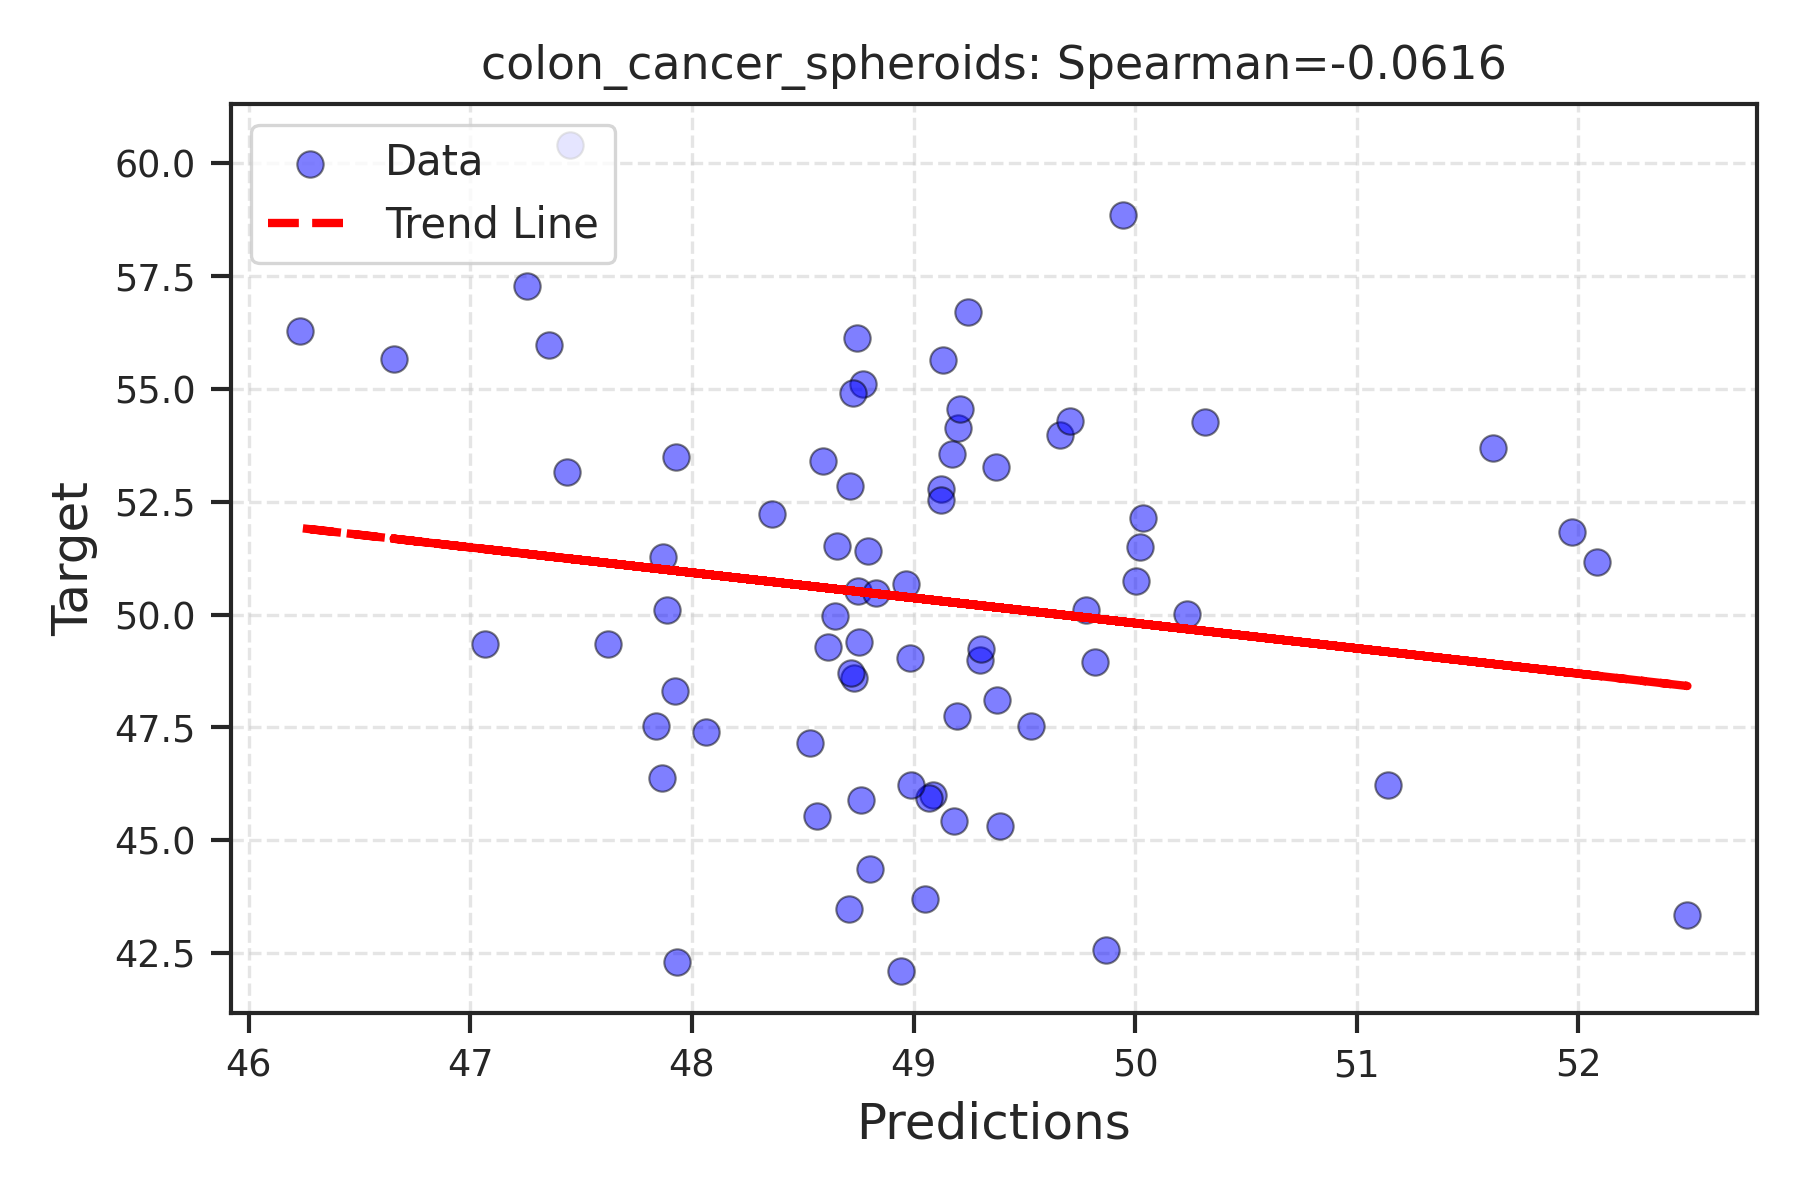 colon_cancer_spheroids: Spearman=-0.0616
Data
Trend Line
60.0
57.5
55.0
52.5
50.0
47.5
45.0
42.5
Target
46 47 48 49 50 51 52
Predictions